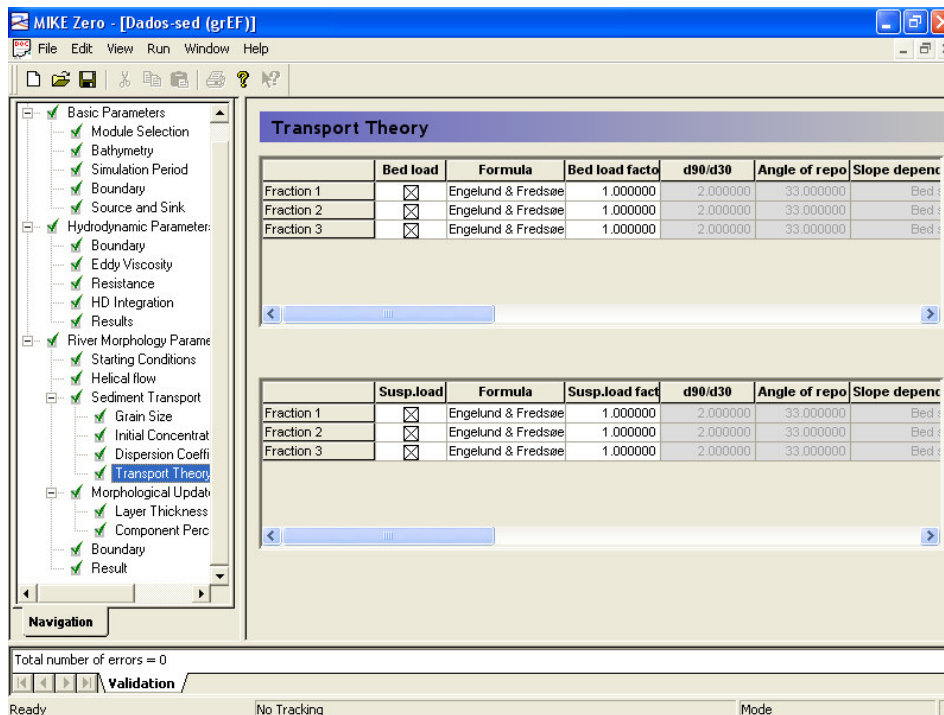 MIKE Zero - [Dados-sed (grEF)]
File Edit View Run Window Help
Basic Parameters
Module Selection
Bathymetry
Simulation Period
Boundary
Source and Sink
Hydrodynamic Parameter
Boundary
Eddy Viscosity
Resistance
HD Integration
Results
River Morphology Parame
Starting Conditions
Helical flow
Sediment Transport
Grain Size
Initial Concentrat
Dispersion Coeffi
Transport Theory
Morphological Updat
Layer Thickness
Component Perc
Boundary
Result
Navigation
Transport Theory
Bed load Formula Bed load facto d90/d30 Angle of repo Slope depend
Fraction 1 Engelund & Fredsøe 1.000000 2.000000 33.000000 Bed s
Fraction 2 Engelund & Fredsøe 1.000000 2.000000 33.000000 Bed s
Fraction 3 Engelund & Fredsøe 1.000000 2.000000 33.000000 Bed s
Susp.load Formula Susp.load fact d90/d30 Angle of repo Slope depend
Fraction 1 Engelund & Fredsøe 1.000000 2.000000 33.000000 Bed s
Fraction 2 Engelund & Fredsøe 1.000000 2.000000 33.000000 Bed s
Fraction 3 Engelund & Fredsøe 1.000000 2.000000 33.000000 Bed s
Total number of errors = 0
Validation
Ready No Tracking Mode